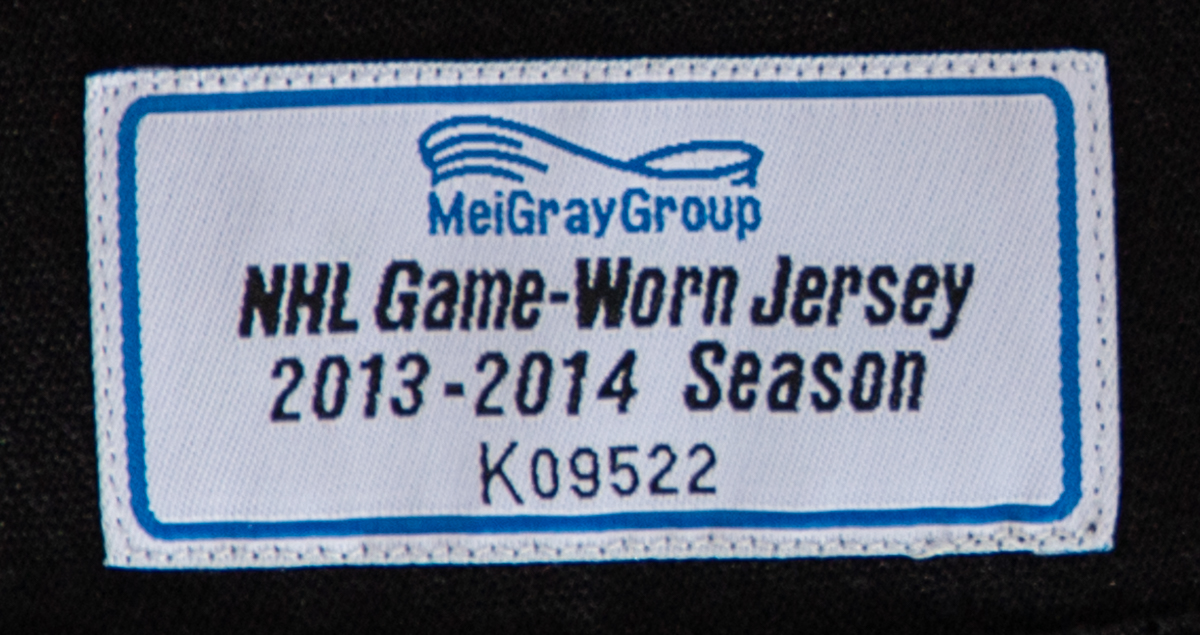 MeiGrayGroup
NHL Game-Worn Jersey
2013-2014 Season
K09522